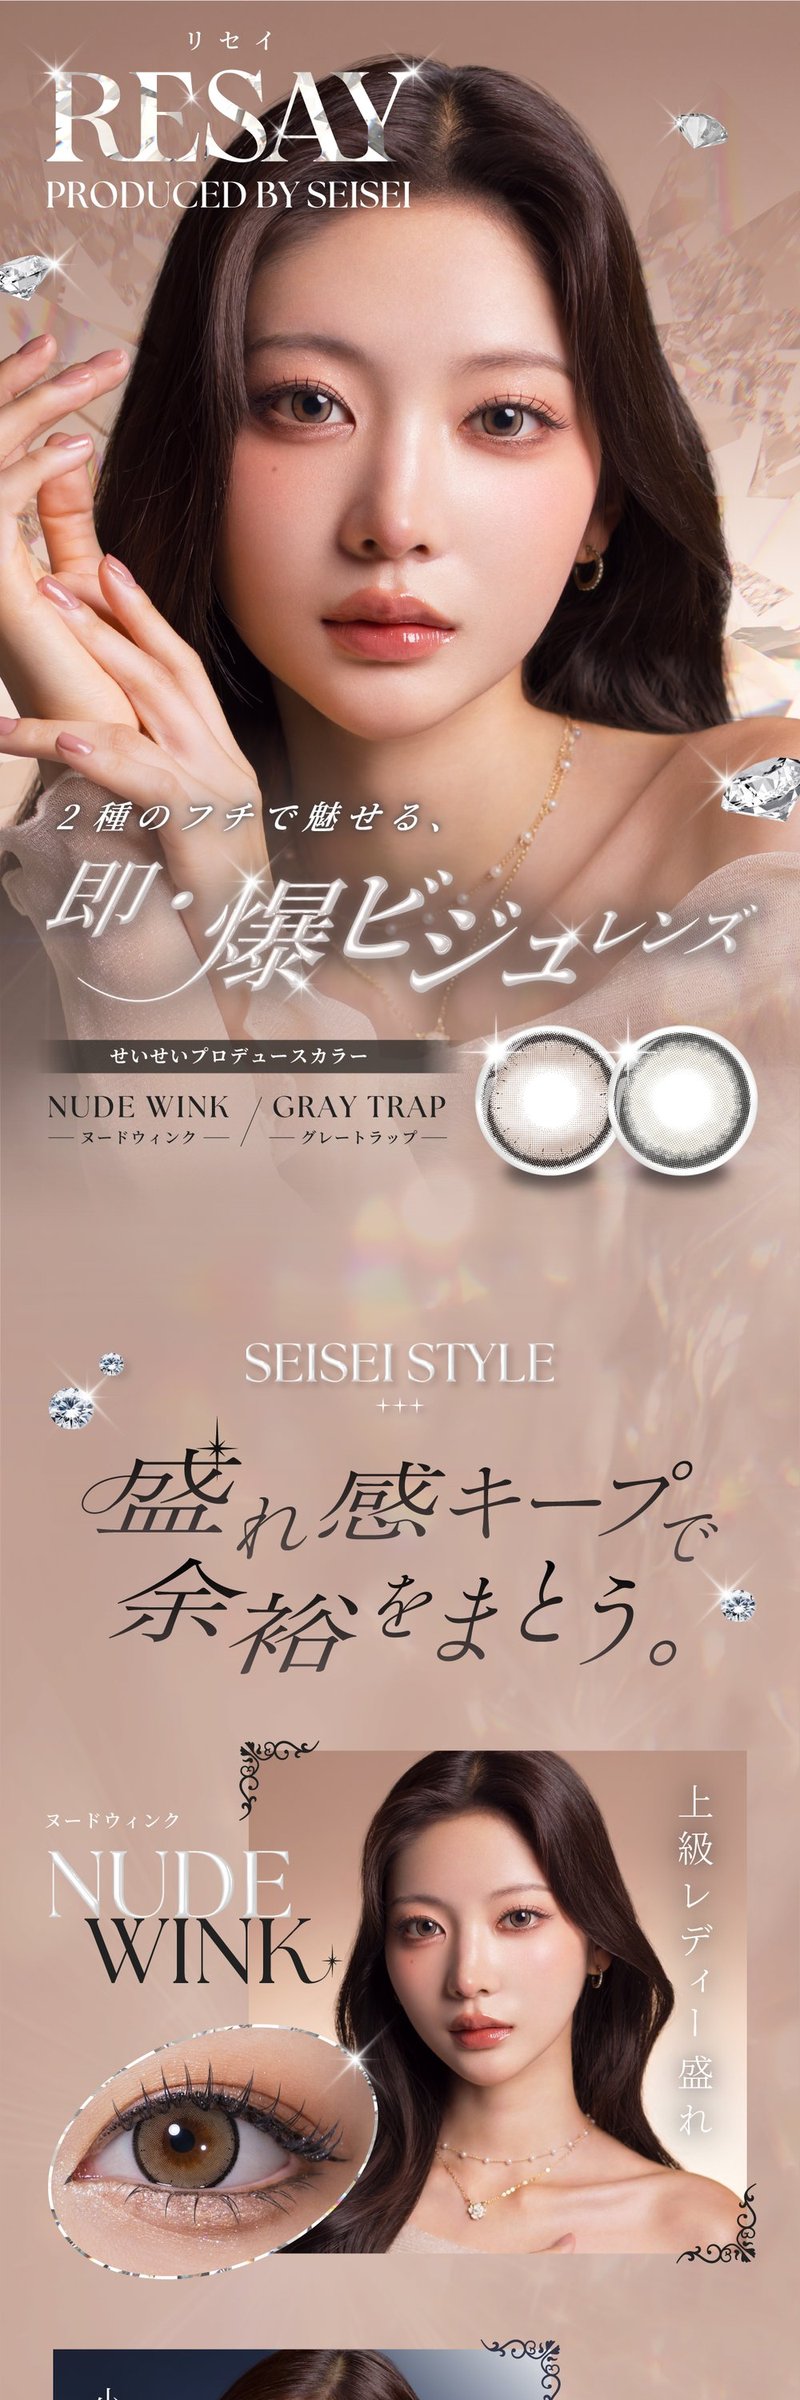 リセイ
RESAY
PRODUCED BY SEISEI
2種のフチで魅せる、
即・爆ビジュレンズ
せいせいプロデュースカラー
NUDE WINK / GRAY TRAP
ヌードウィンク
グレートラップ
SEISEI STYLE
盛れ感キープで
余裕をまとう。
ヌードウィンク
NUDE
WINK
上級レディー盛れ